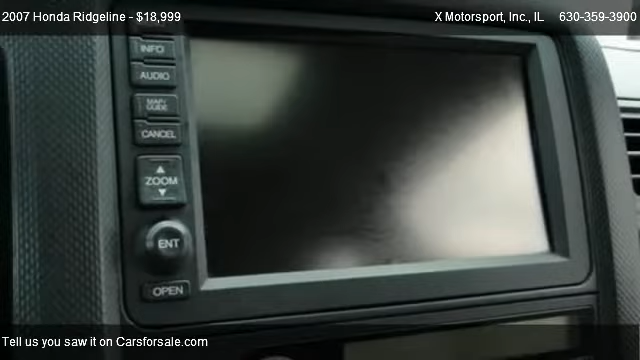 2007 Honda Ridgeline - $18,999
X Motorsport, Inc., IL 630-359-3900
INFO
AUDIO
MAP/
GUIDE
CANCEL
ZOOM
ENT
OPEN
Tell us you saw it on Carsforsale.com